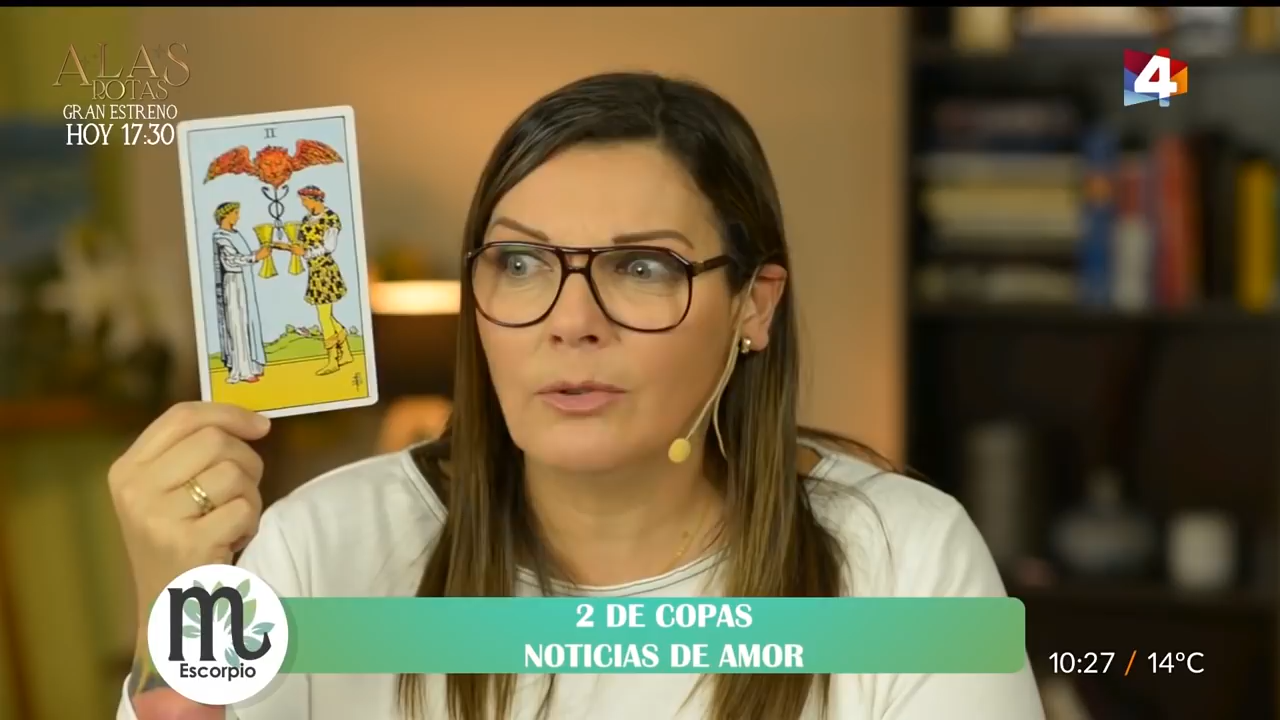 ALAS
ROTAS
GRAN ESTRENO
HOY 17:30
II
4
2 DE COPAS
NOTICIAS DE AMOR
m
Escorpio
10:27 / 14°C